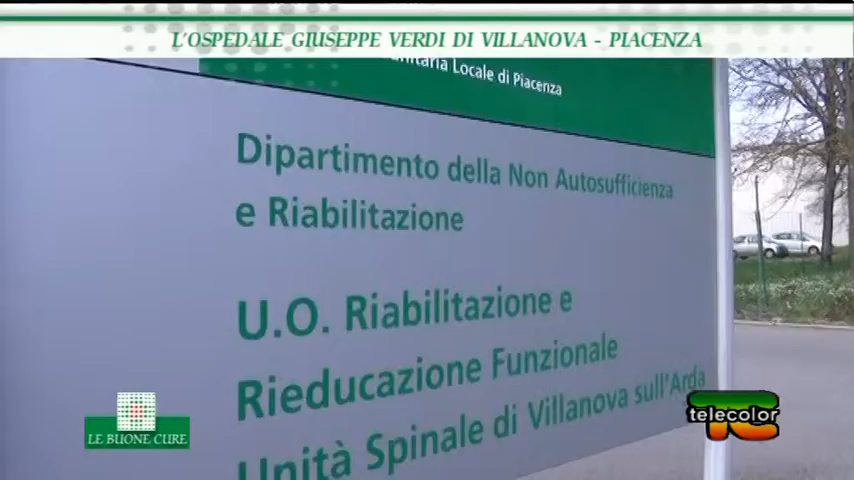 L'OSPEDALE GIUSEPPE VERDI DI VILLANOVA - PIACENZA
Locale di Piacenza
Dipartimento della Non Autosufficienza
e Riabilitazione
U.O. Riabilitazione e
Rieducazione Funzionale
Unità Spinale di Villanova sull'Arda
LE BUONE CURE
telecolor
TC